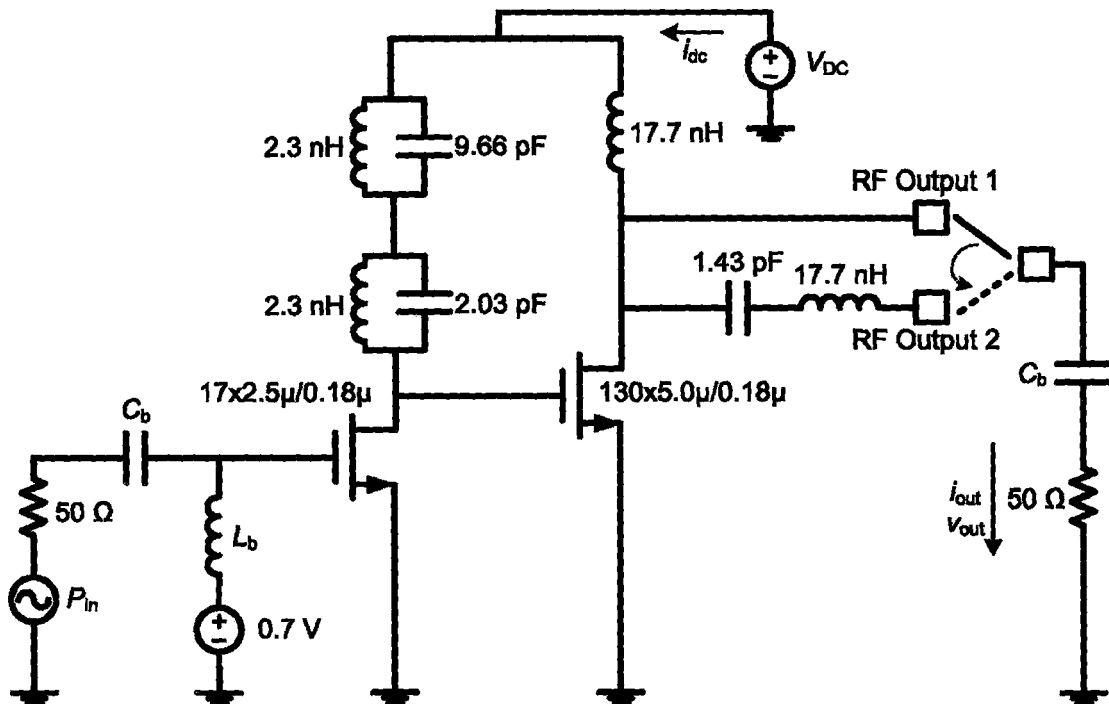 i_dc
V_DC
2.3 nH
9.66 pF
17.7 nH
RF Output 1
1.43 pF
17.7 nH
2.3 nH
2.03 pF
RF Output 2
17x2.5µ/0.18µ
130x5.0µ/0.18µ
C_b
C_b
50 Ω
L_b
i_out
v_out
50 Ω
P_in
0.7 V